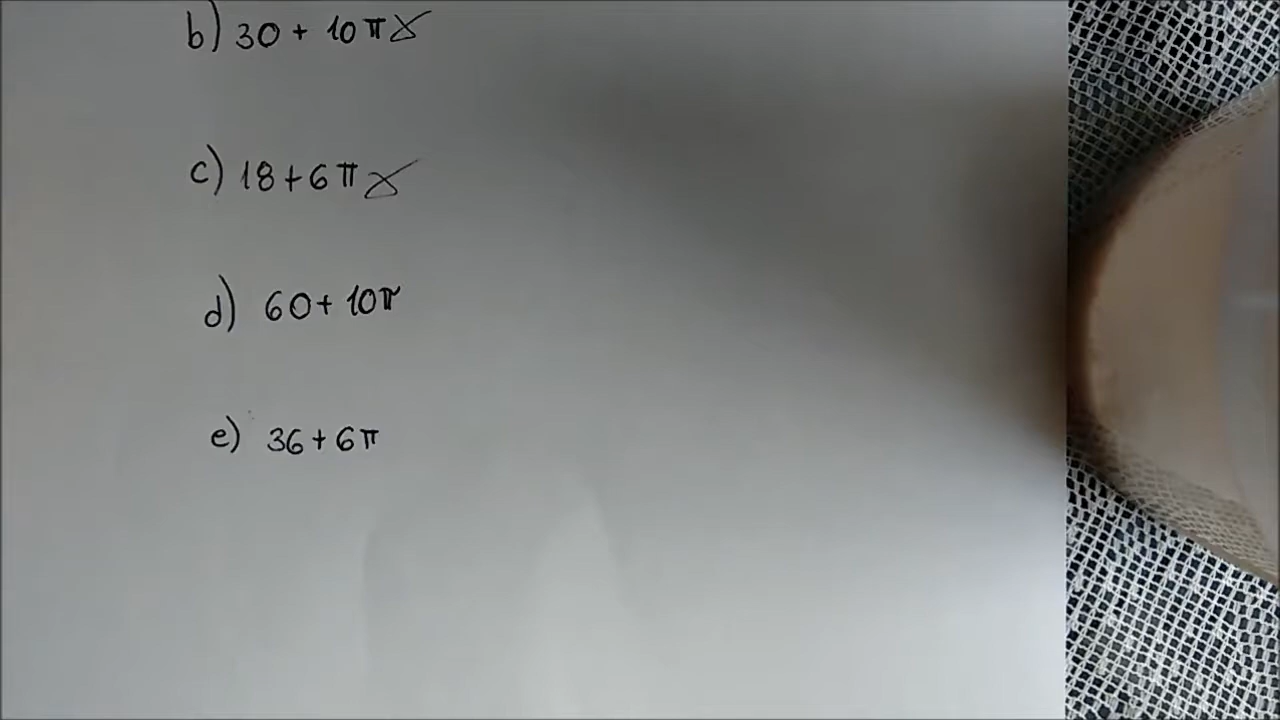 b) 30 + 10π
c) 18 + 6π
d) 60 + 10π
e) 36 + 6π